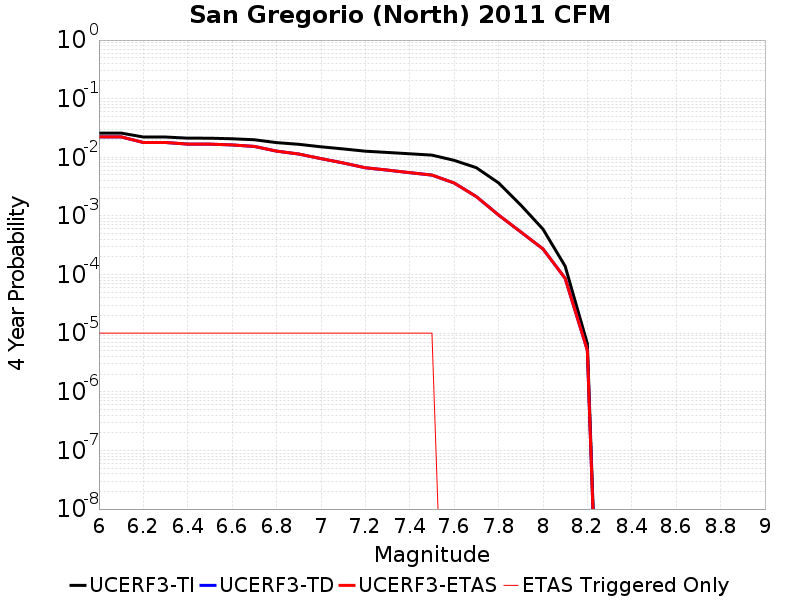 San Gregorio (North) 2011 CFM
4 Year Probability
10^0
10^-1
10^-2
10^-3
10^-4
10^-5
10^-6
10^-7
10^-8
6 6.2 6.4 6.6 6.8 7 7.2 7.4 7.6 7.8 8 8.2 8.4 8.6 8.8 9
Magnitude
UCERF3-TI UCERF3-TD UCERF3-ETAS ETAS Triggered Only